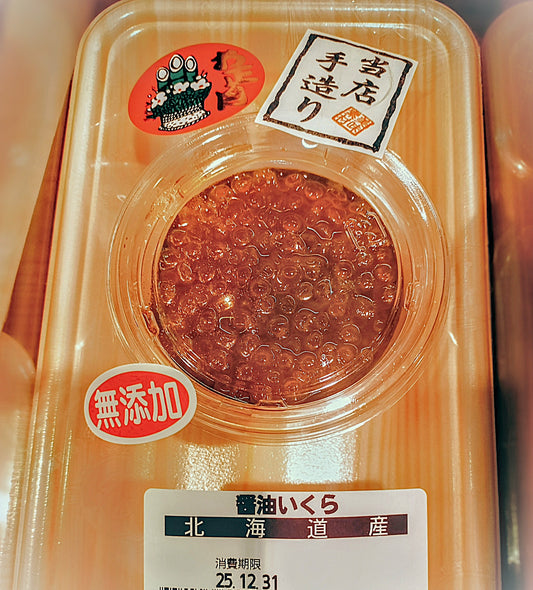 当店
手造り
無添加
醤油いくら
北海道産
消費期限
25.12.31